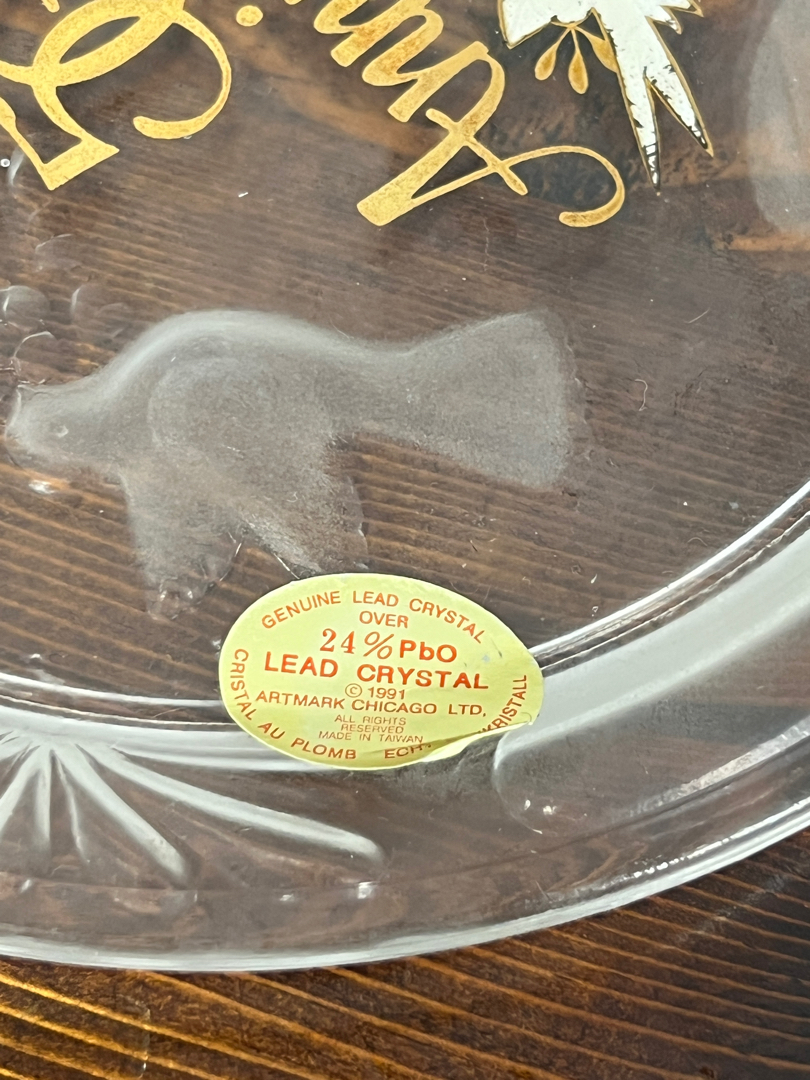 GENUINE LEAD CRYSTAL
OVER
24% PbO
LEAD CRYSTAL
© 1991
ARTMARK CHICAGO LTD,
ALL RIGHTS
RESERVED
MADE IN TAIWAN
CRISTAL AU PLOMB